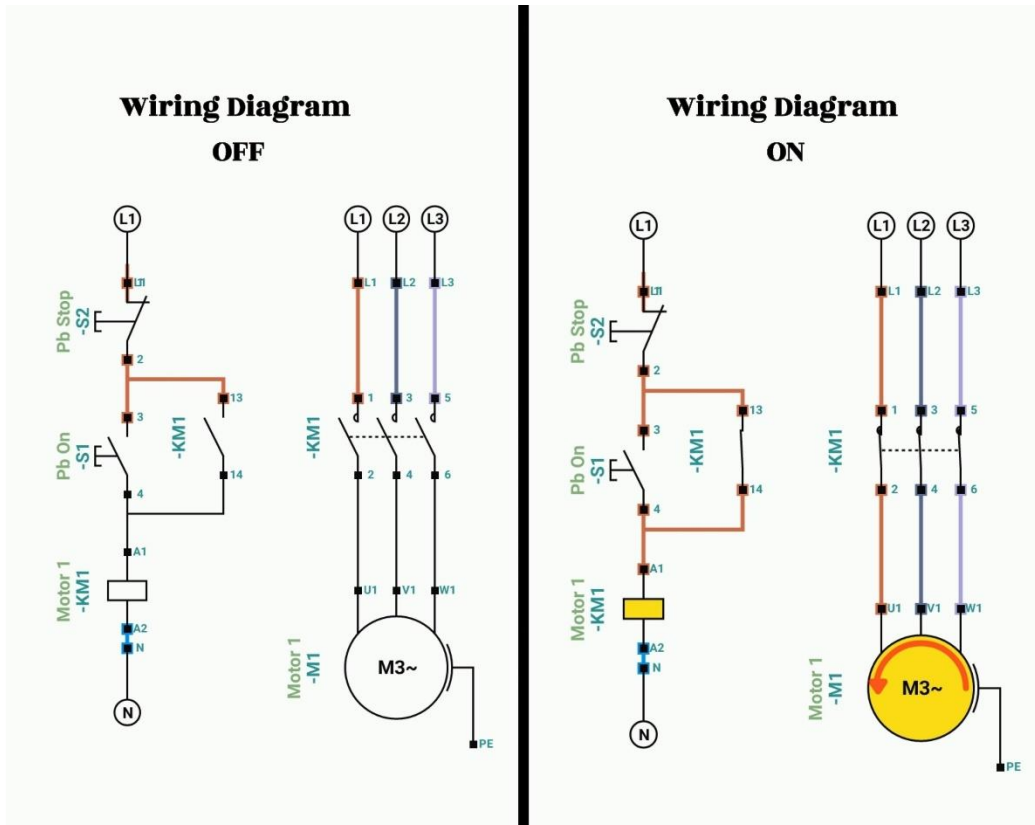 Wiring Diagram
OFF
L1
L1
L2
L3
L1
1
L1
L2
L3
Pb Stop
-S2
2
13
1
3
5
3
Pb On
-S1
-KM1
-KM1
14
2
4
6
4
A1
Motor 1
-KM1
U1
V1
W1
A2
N
Motor 1
-M1
M3~
N
PE
Wiring Diagram
ON
L1
L1
L2
L3
L1
1
L1
L2
L3
Pb Stop
-S2
2
13
1
3
5
3
Pb On
-S1
-KM1
-KM1
14
2
4
6
4
A1
Motor 1
-KM1
U1
V1
W1
A2
N
Motor 1
-M1
M3~
N
PE